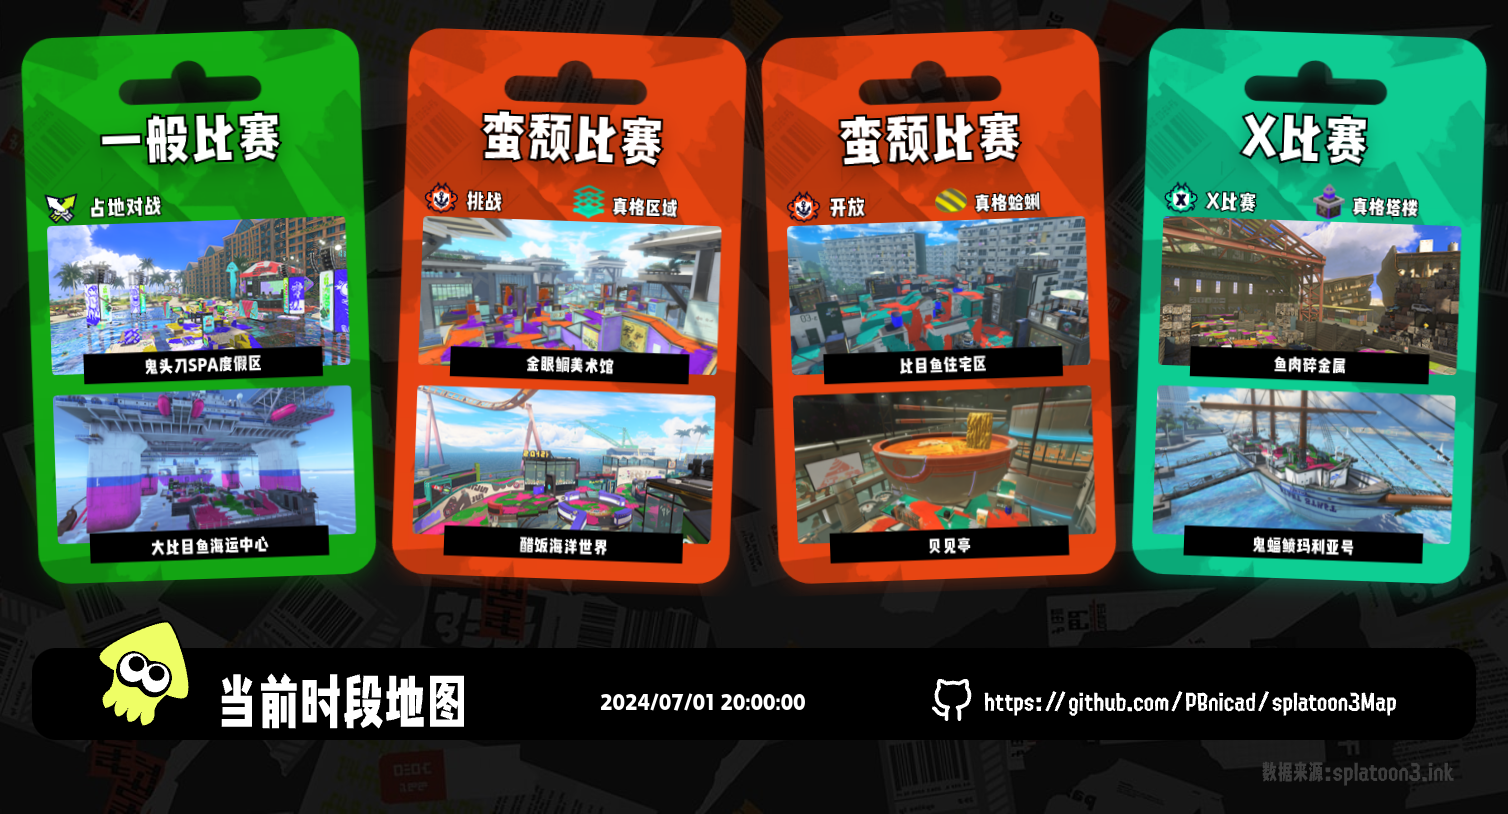 一般比赛
占地对战
鬼头刀SPA度假区
大比目鱼海运中心
蛮颓比赛
挑战
真格区域
金眼鲷美术馆
醋饭海洋世界
蛮颓比赛
开放
真格蛤蜊
比目鱼住宅区
贝见亭
X比赛
X比赛
真格塔楼
鱼肉碎金属
鬼蝠鲼玛利亚号
当前时段地图
2024/07/01 20:00:00
https://github.com/PBnicad/splatoon3Map
数据来源:splatoon3.ink